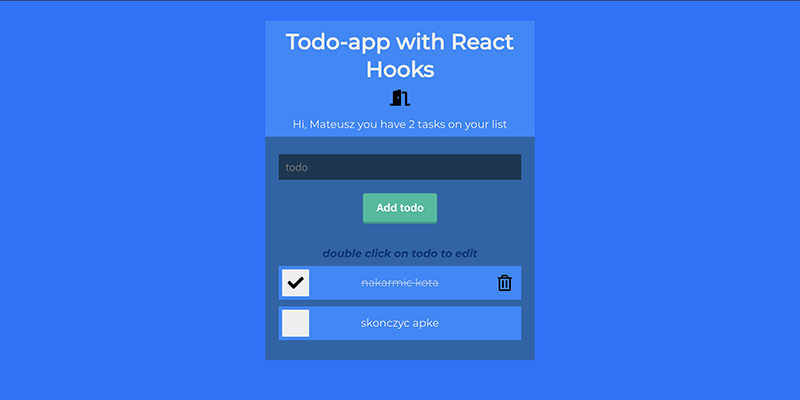 Todo-app with React
Hooks
Hi, Mateusz you have 2 tasks on your list
todo
Add todo
double click on todo to edit
nakarmic kota
skonczyc apke